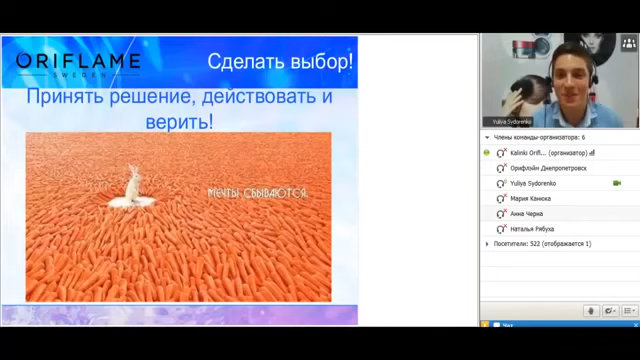 ORIFLAME
SWEDEN
Сделать выбор!
Принять решение, действовать и
верить!
МЕЧТЫ СБЫВАЮТСЯ.
Yuliya Sydorenko
Члены команды-организатора: 6
Kalinki Orifl... (организатор)
Орифлэйм Днепропетровск
Yuliya Sydorenko
Мария Канюка
Анна Черна
Наталья Рябуха
Посетители: 522 (отображается 1)
Чат